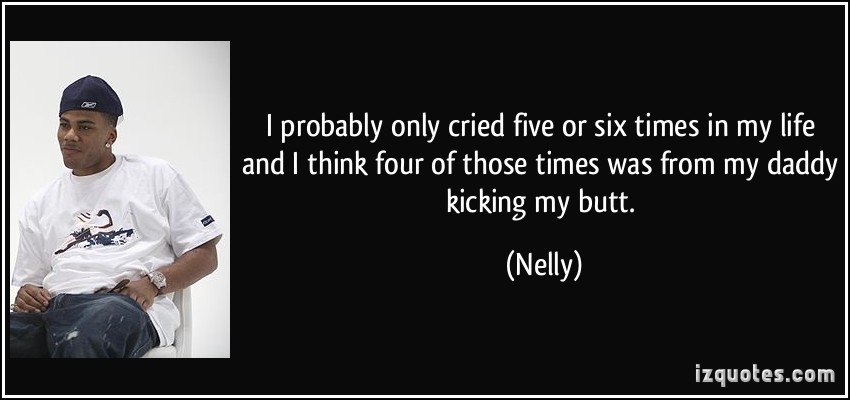 I probably only cried five or six times in my life
and I think four of those times was from my daddy
kicking my butt.
(Nelly)
izquotes.com